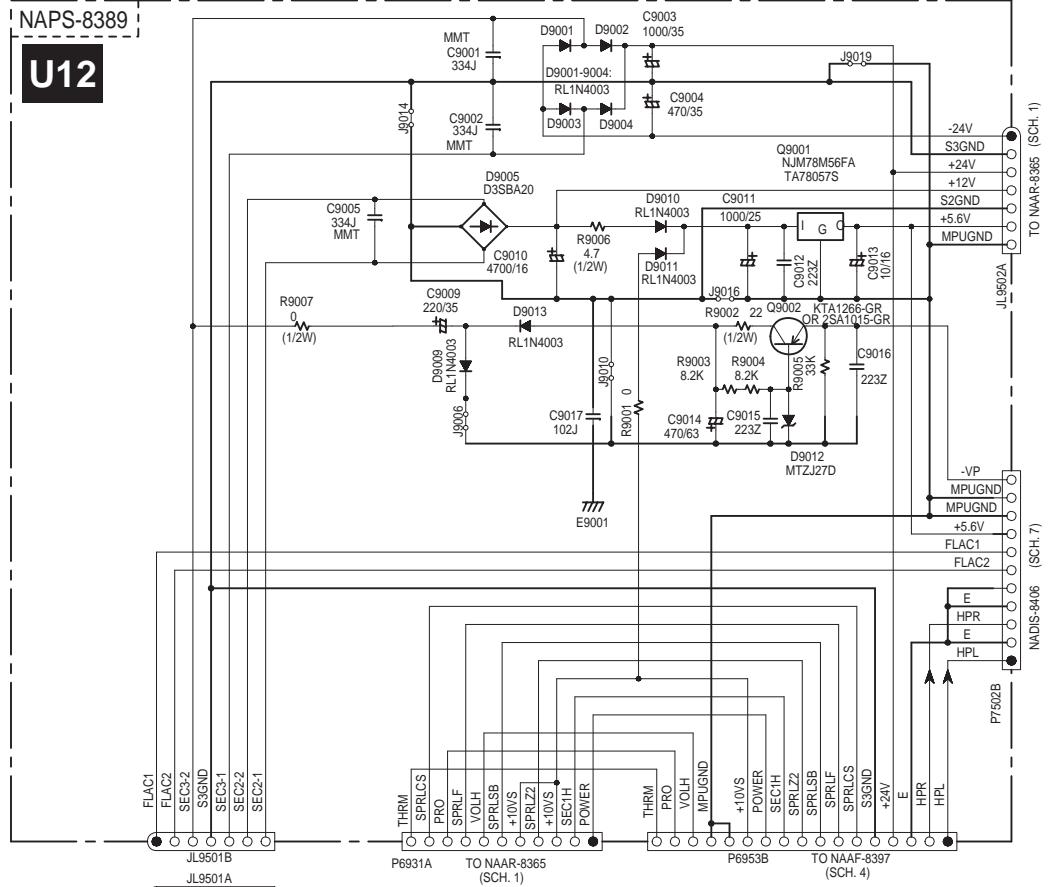 NAPS-8389
U12
MMT
C9001
334J
D9001
D9002
C9003
1000/35
J9019
D9001-9004:
RL1N4003
J9014
C9002
334J
MMT
D9003
D9004
C9004
470/35
-24V
S3GND
+24V
+12V
S2GND
+5.6V
MPUGND
TO NAAR-8365 (SCH. 1)
JL9502A
Q9001
NJM78M56FA
TA78057S
D9005
D3SBA20
C9005
334J
MMT
C9010
4700/16
R9006
4.7
(1/2W)
D9010
RL1N4003
D9011
RL1N4003
C9011
1000/25
I G O
C9012
223Z
C9013
10/16
J9016
R9007
0
(1/2W)
C9009
220/35
D9013
RL1N4003
D9009
RL1N4003
J9006
J9010
R9001 0
R9002 22
(1/2W)
Q9002
KTA1266-GR
OR 2SA1015-GR
R9003
8.2K
R9004
8.2K
R9005
33K
C9016
223Z
C9017
102J
C9014
470/63
C9015
223Z
D9012
MTZJ27D
E9001
-VP
MPUGND
MPUGND
+5.6V
FLAC1
FLAC2
E
HPR
E
HPL
NADIS-8406 (SCH. 7)
P7502B
FLAC1
FLAC2
SEC3-2
S3GND
SEC3-1
SEC2-2
SEC2-1
JL9501B
JL9501A
THRM
SPRLCS
PRO
SPRLF
VOLH
SPRLSB
+10VS
SPRLZ2
+10VS
SEC1H
POWER
P6931A
TO NAAR-8365
(SCH. 1)
THRM
PRO
VOLH
MPUGND
+10VS
POWER
SEC1H
SPRLZ2
SPRLSB
SPRLF
SPRLCS
S3GND
+24V
E
HPR
HPL
P6953B
TO NAAF-8397
(SCH. 4)